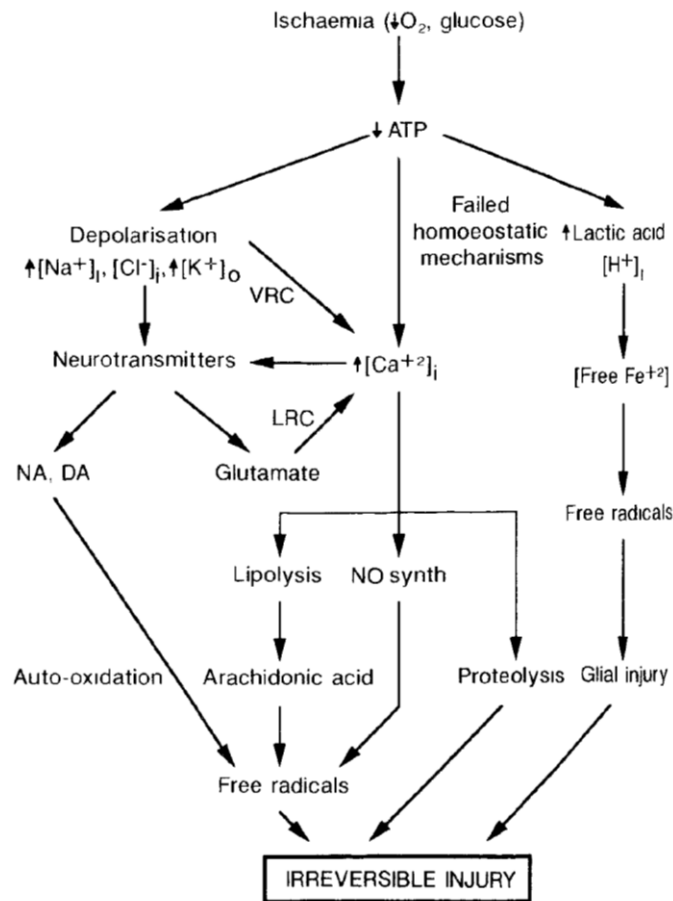 Ischaemia (↓O₂, glucose)
↓ ATP
Failed
homoeostatic
mechanisms
Depolarisation
↑[Na⁺]ᵢ, [Cl⁻]ᵢ, ↑[K⁺]₀
↑Lactic acid
[H⁺]ᵢ
VRC
Neurotransmitters
↑[Ca⁺²]ᵢ
[Free Fe⁺²]
LRC
NA, DA
Glutamate
Free radicals
Lipolysis
NO synth
Auto-oxidation
Arachidonic acid
Proteolysis
Glial injury
Free radicals
IRREVERSIBLE INJURY